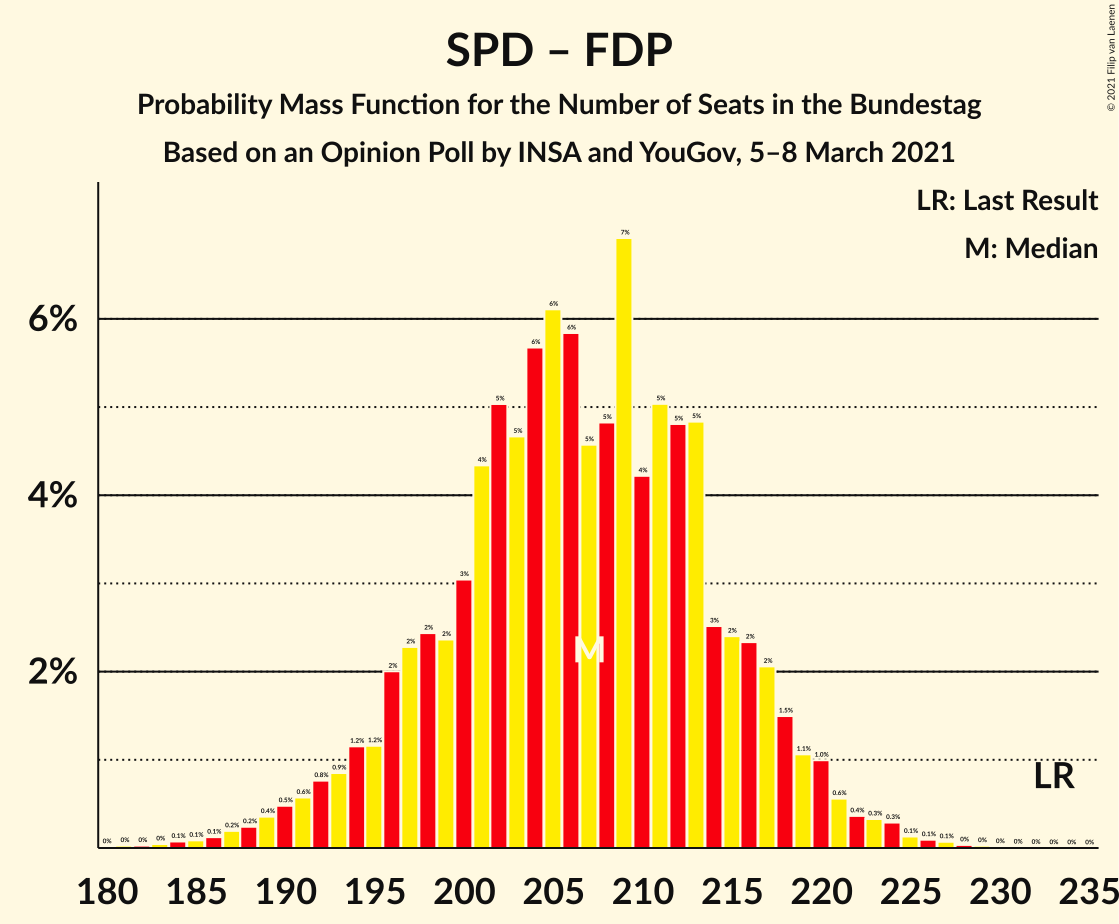 SPD – FDP
Probability Mass Function for the Number of Seats in the Bundestag
Based on an Opinion Poll by INSA and YouGov, 5–8 March 2021
© 2021 Filip van Laenen
LR: Last Result
M: Median
6%
4%
2%
0% 0% 0% 0% 0.1% 0.1% 0.1% 0.2% 0.2% 0.4% 0.5% 0.6% 0.8% 0.9% 1.2% 1.2% 2% 2% 2% 2% 3% 4% 5% 5% 6% 6% 6% 5% 5% 7% 4% 5% 5% 5% 3% 2% 2% 2% 1.5% 1.1% 1.0% 0.6% 0.4% 0.3% 0.3% 0.1% 0.1% 0.1% 0% 0% 0% 0% 0% 0% 0% 0%
M
LR
180 185 190 195 200 205 210 215 220 225 230 235